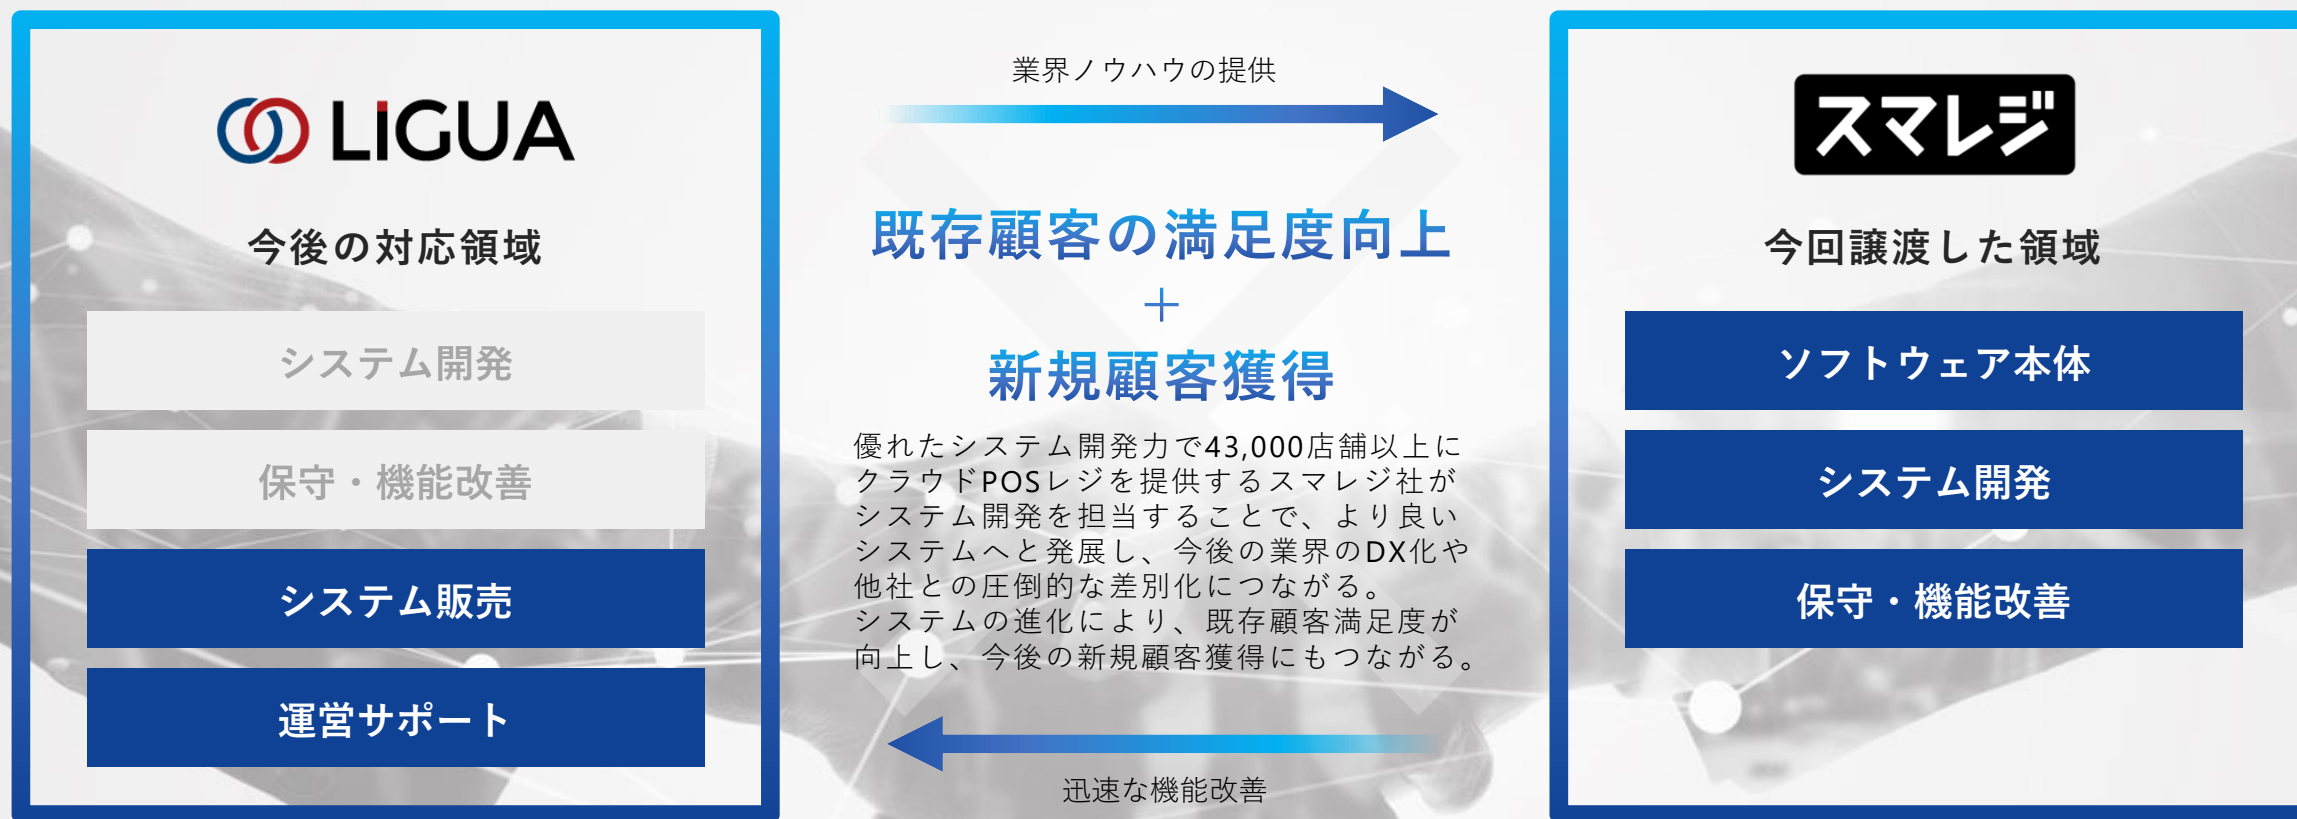 LIGUA
今後の対応領域
システム開発
保守・機能改善
システム販売
運営サポート
業界ノウハウの提供
既存顧客の満足度向上
＋
新規顧客獲得
優れたシステム開発力で43,000店舗以上に
クラウドPOSレジを提供するスマレジ社が
システム開発を担当することで、より良い
システムへと発展し、今後の業界のDX化や
他社との圧倒的な差別化につながる。
システムの進化により、既存顧客満足度が
向上し、今後の新規顧客獲得にもつながる。
迅速な機能改善
スマレジ
今回譲渡した領域
ソフトウェア本体
システム開発
保守・機能改善